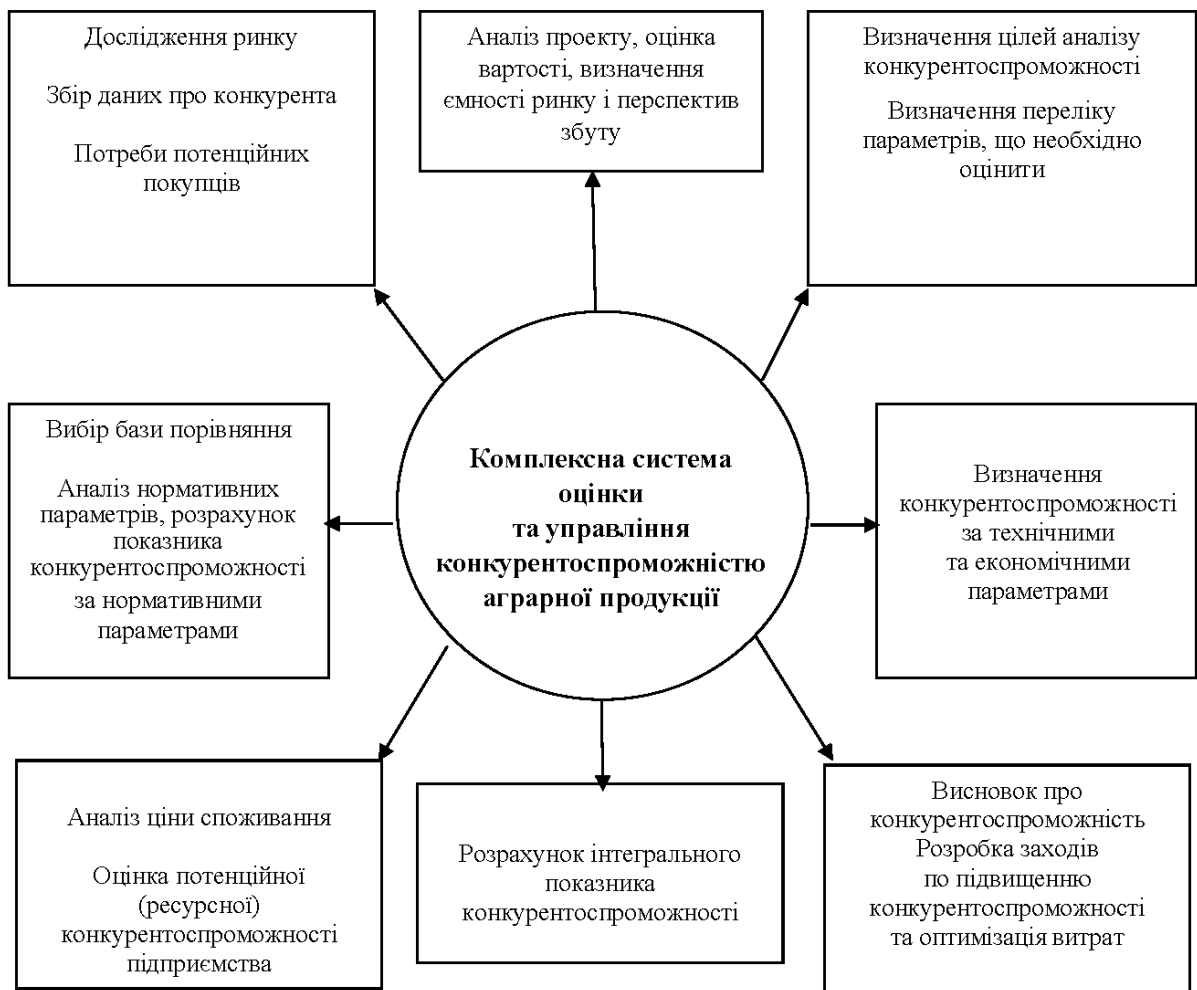 Дослідження ринку
Збір даних про конкурента
Потреби потенційних
покупців
Аналіз проекту, оцінка
вартості, визначення
ємності ринку і перспектив
збуту
Визначення цілей аналізу
конкурентоспроможності
Визначення переліку
параметрів, що необхідно
оцінити
Вибір бази порівняння
Аналіз нормативних
параметрів, розрахунок
показника
конкурентоспроможності
за нормативними
параметрами
Комплексна система
оцінки
та управління
конкурентоспроможністю
аграрної продукції
Визначення
конкурентоспроможності
за технічними
та економічними
параметрами
Аналіз ціни споживання
Оцінка потенційної
(ресурсної)
конкурентоспроможності
підприємства
Розрахунок інтегрального
показника
конкурентоспроможності
Висновок про
конкурентоспроможність
Розробка заходів
по підвищенню
конкурентоспроможності
та оптимізація витрат